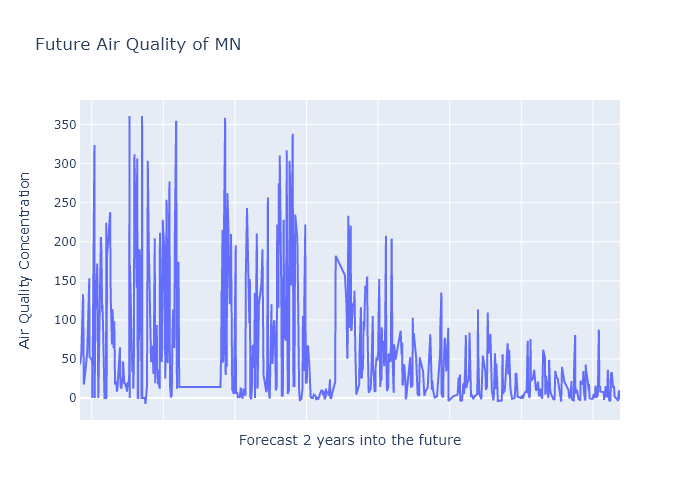 Future Air Quality of MN
Air Quality Concentration
350
300
250
200
150
100
50
0
Forecast 2 years into the future